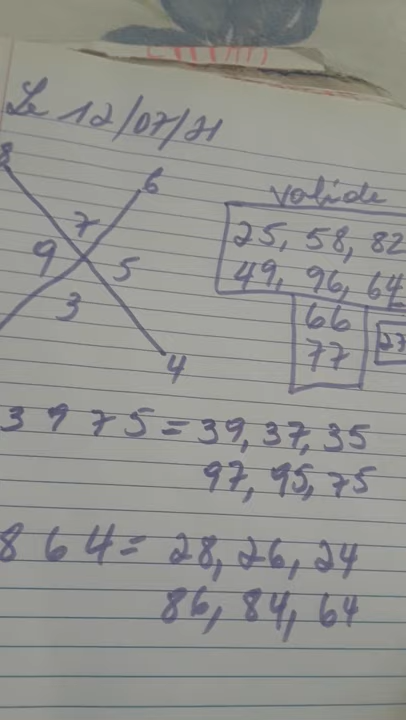 Le 12/07/21
8
6
7
9
5
3
4
valide
25, 58, 82
49, 96, 64
66
77
27
3 9 7 5 = 39, 37, 35
97, 95, 75
8 6 4 = 28, 26, 24
86, 84, 64